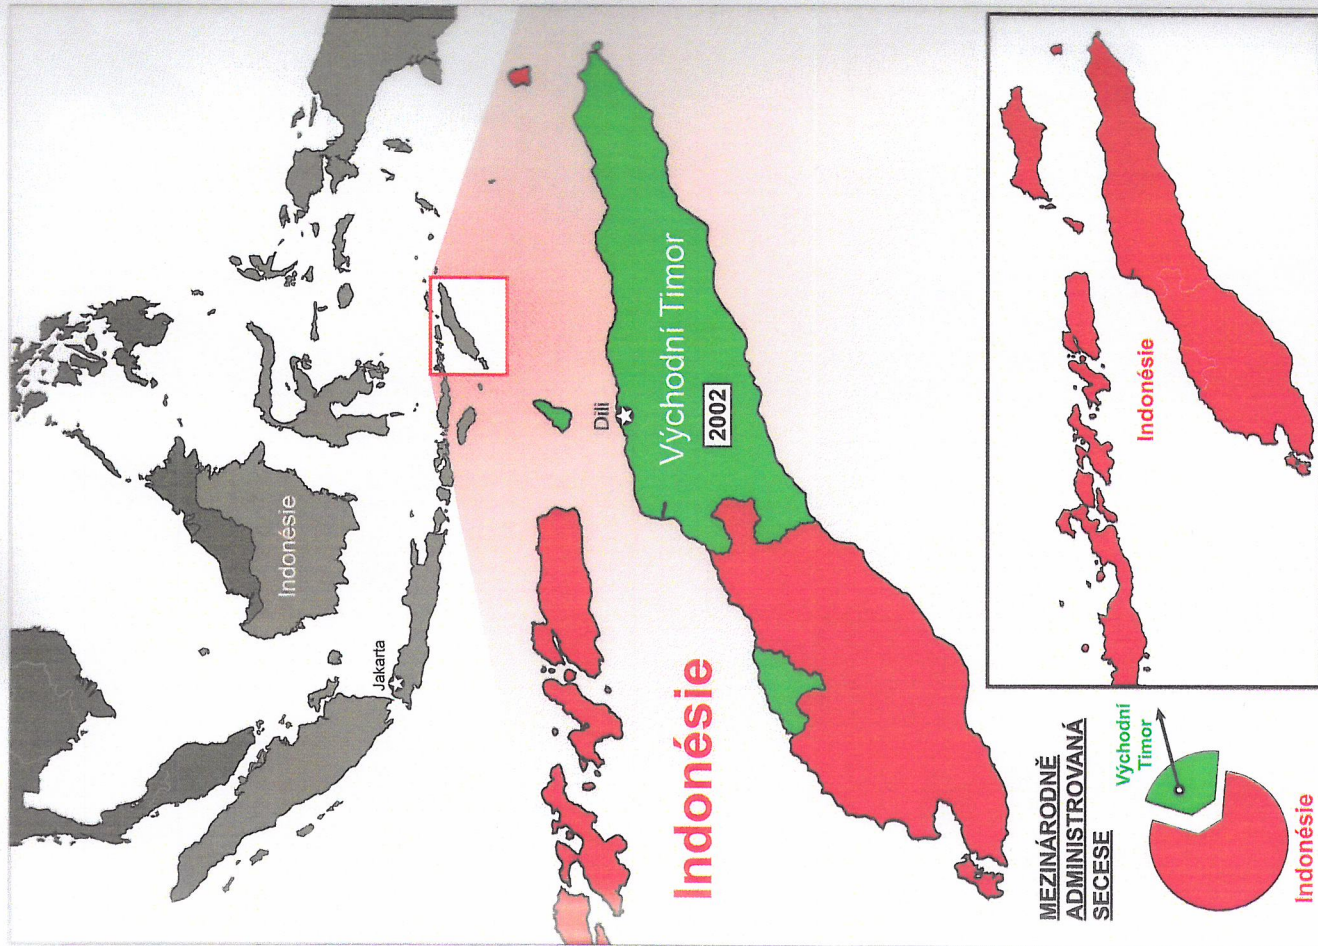 Indonésie
Jakarta
Dili
Východní Timor
2002
Indonésie
Indonésie
MEZINÁRODNĚ
ADMINISTROVANÁ
SECESE
Východní
Timor
Indonésie